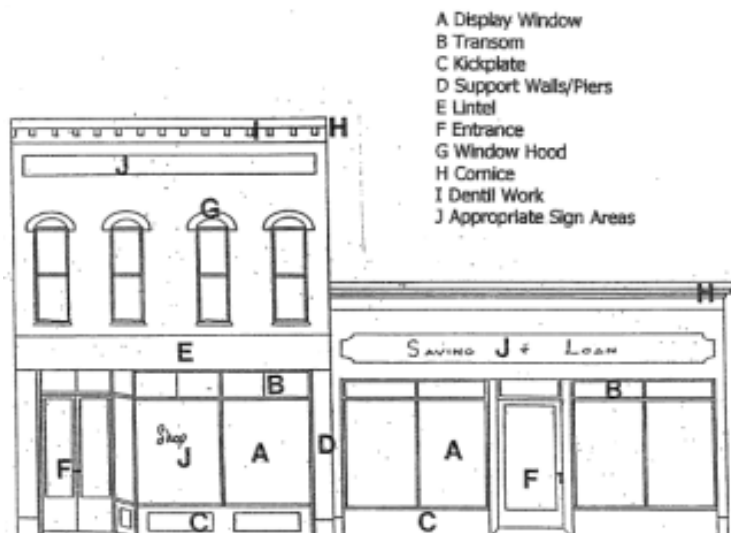 A Display Window
B Transom
C Kickplate
D Support Walls/Piers
E Lintel
F Entrance
G Window Hood
H Cornice
I Dentil Work
J Appropriate Sign Areas
I H
J
G
H
E
SAVING J & LOAN
B B
Shop
J A D A
F F
C C